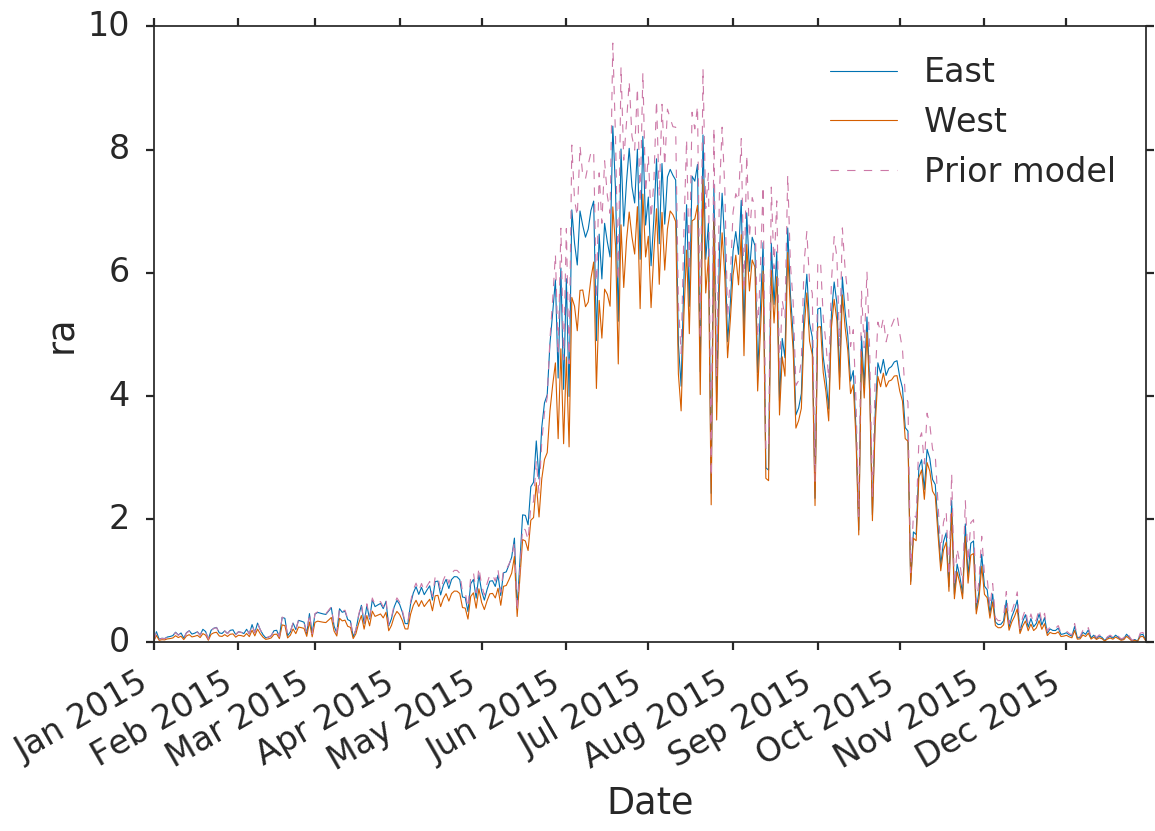 10
8
6
4
2
0
ra
East
West
Prior model
Jan 2015
Feb 2015
Mar 2015
Apr 2015
May 2015
Jun 2015
Jul 2015
Aug 2015
Sep 2015
Oct 2015
Nov 2015
Dec 2015
Date